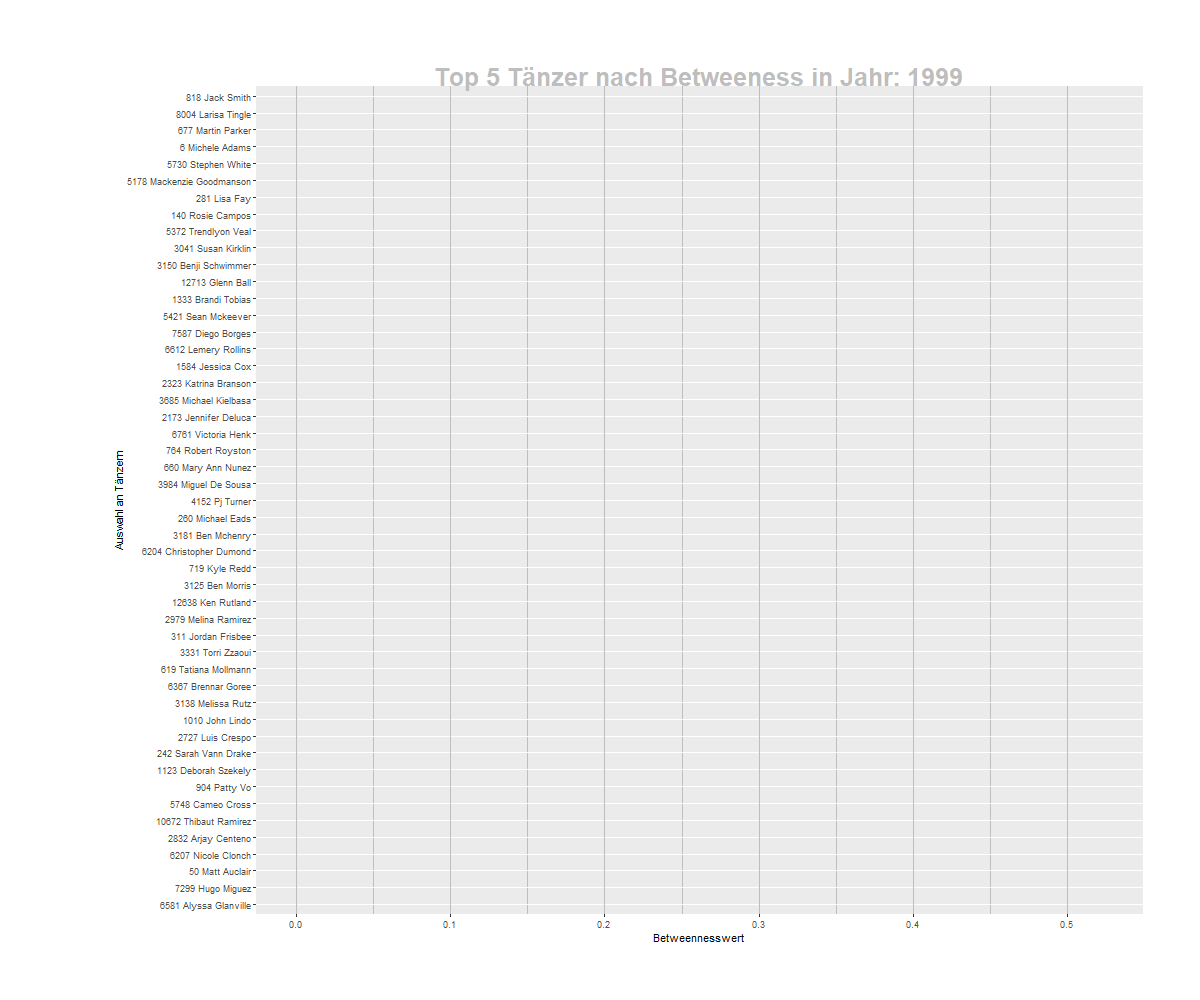 Top 5 Tänzer nach Betweeness in Jahr: 1999
818 Jack Smith
8004 Larisa Tingle
677 Martin Parker
6 Michele Adams
5730 Stephen White
5178 Mackenzie Goodmanson
281 Lisa Fay
140 Rosie Campos
5372 Trendlyon Veal
3041 Susan Kirklin
3150 Benji Schwimmer
12713 Glenn Ball
1333 Brandi Tobias
5421 Sean Mckeever
7587 Diego Borges
6612 Lemery Rollins
1584 Jessica Cox
2323 Katrina Branson
3685 Michael Kielbasa
2173 Jennifer Deluca
6761 Victoria Henk
764 Robert Royston
660 Mary Ann Nunez
3984 Miguel De Sousa
4152 Pj Turner
260 Michael Eads
3181 Ben Mchenry
6204 Christopher Dumond
719 Kyle Redd
3125 Ben Morris
12638 Ken Rutland
2979 Melina Ramirez
311 Jordan Frisbee
3331 Torri Zzaoui
619 Tatiana Mollmann
6367 Brennar Goree
3138 Melissa Rutz
1010 John Lindo
2727 Luis Crespo
242 Sarah Vann Drake
1123 Deborah Szekely
904 Patty Vo
5748 Cameo Cross
10672 Thibaut Ramirez
2832 Arjay Centeno
6207 Nicole Clonch
50 Matt Auclair
7299 Hugo Miguez
6581 Alyssa Glanville
Auswahl an Tänzern
0.0 0.1 0.2 0.3 0.4 0.5
Betweennesswert